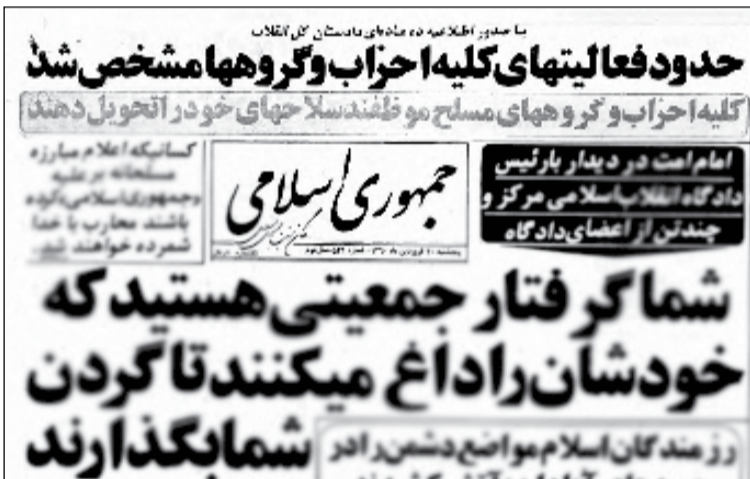 با صدور اطلاعیه ده ماده‌ای دادستان کل انقلاب
حدود فعالیتهای کلیه احزاب و گروهها مشخص شد
کلیه احزاب و گروههای مسلح موظفند سلاحهای خود را تحویل دهند
امام امت در دیدار بارئیس
دادگاه انقلاب اسلامی مرکز و
چندتن از اعضای دادگاه
جمهوری اسلامی
کسانیکه اعلام مبارزه
مسلحانه بر علیه
جمهوری اسلامی کرده
باشند محارب با خدا
شمرده خواهند شد.
شما گرفتار جمعیتی هستید که
خودشان را داغ میکنند تا گردن
شما بگذارند
رزمندگان اسلام مواضع دشمن را در